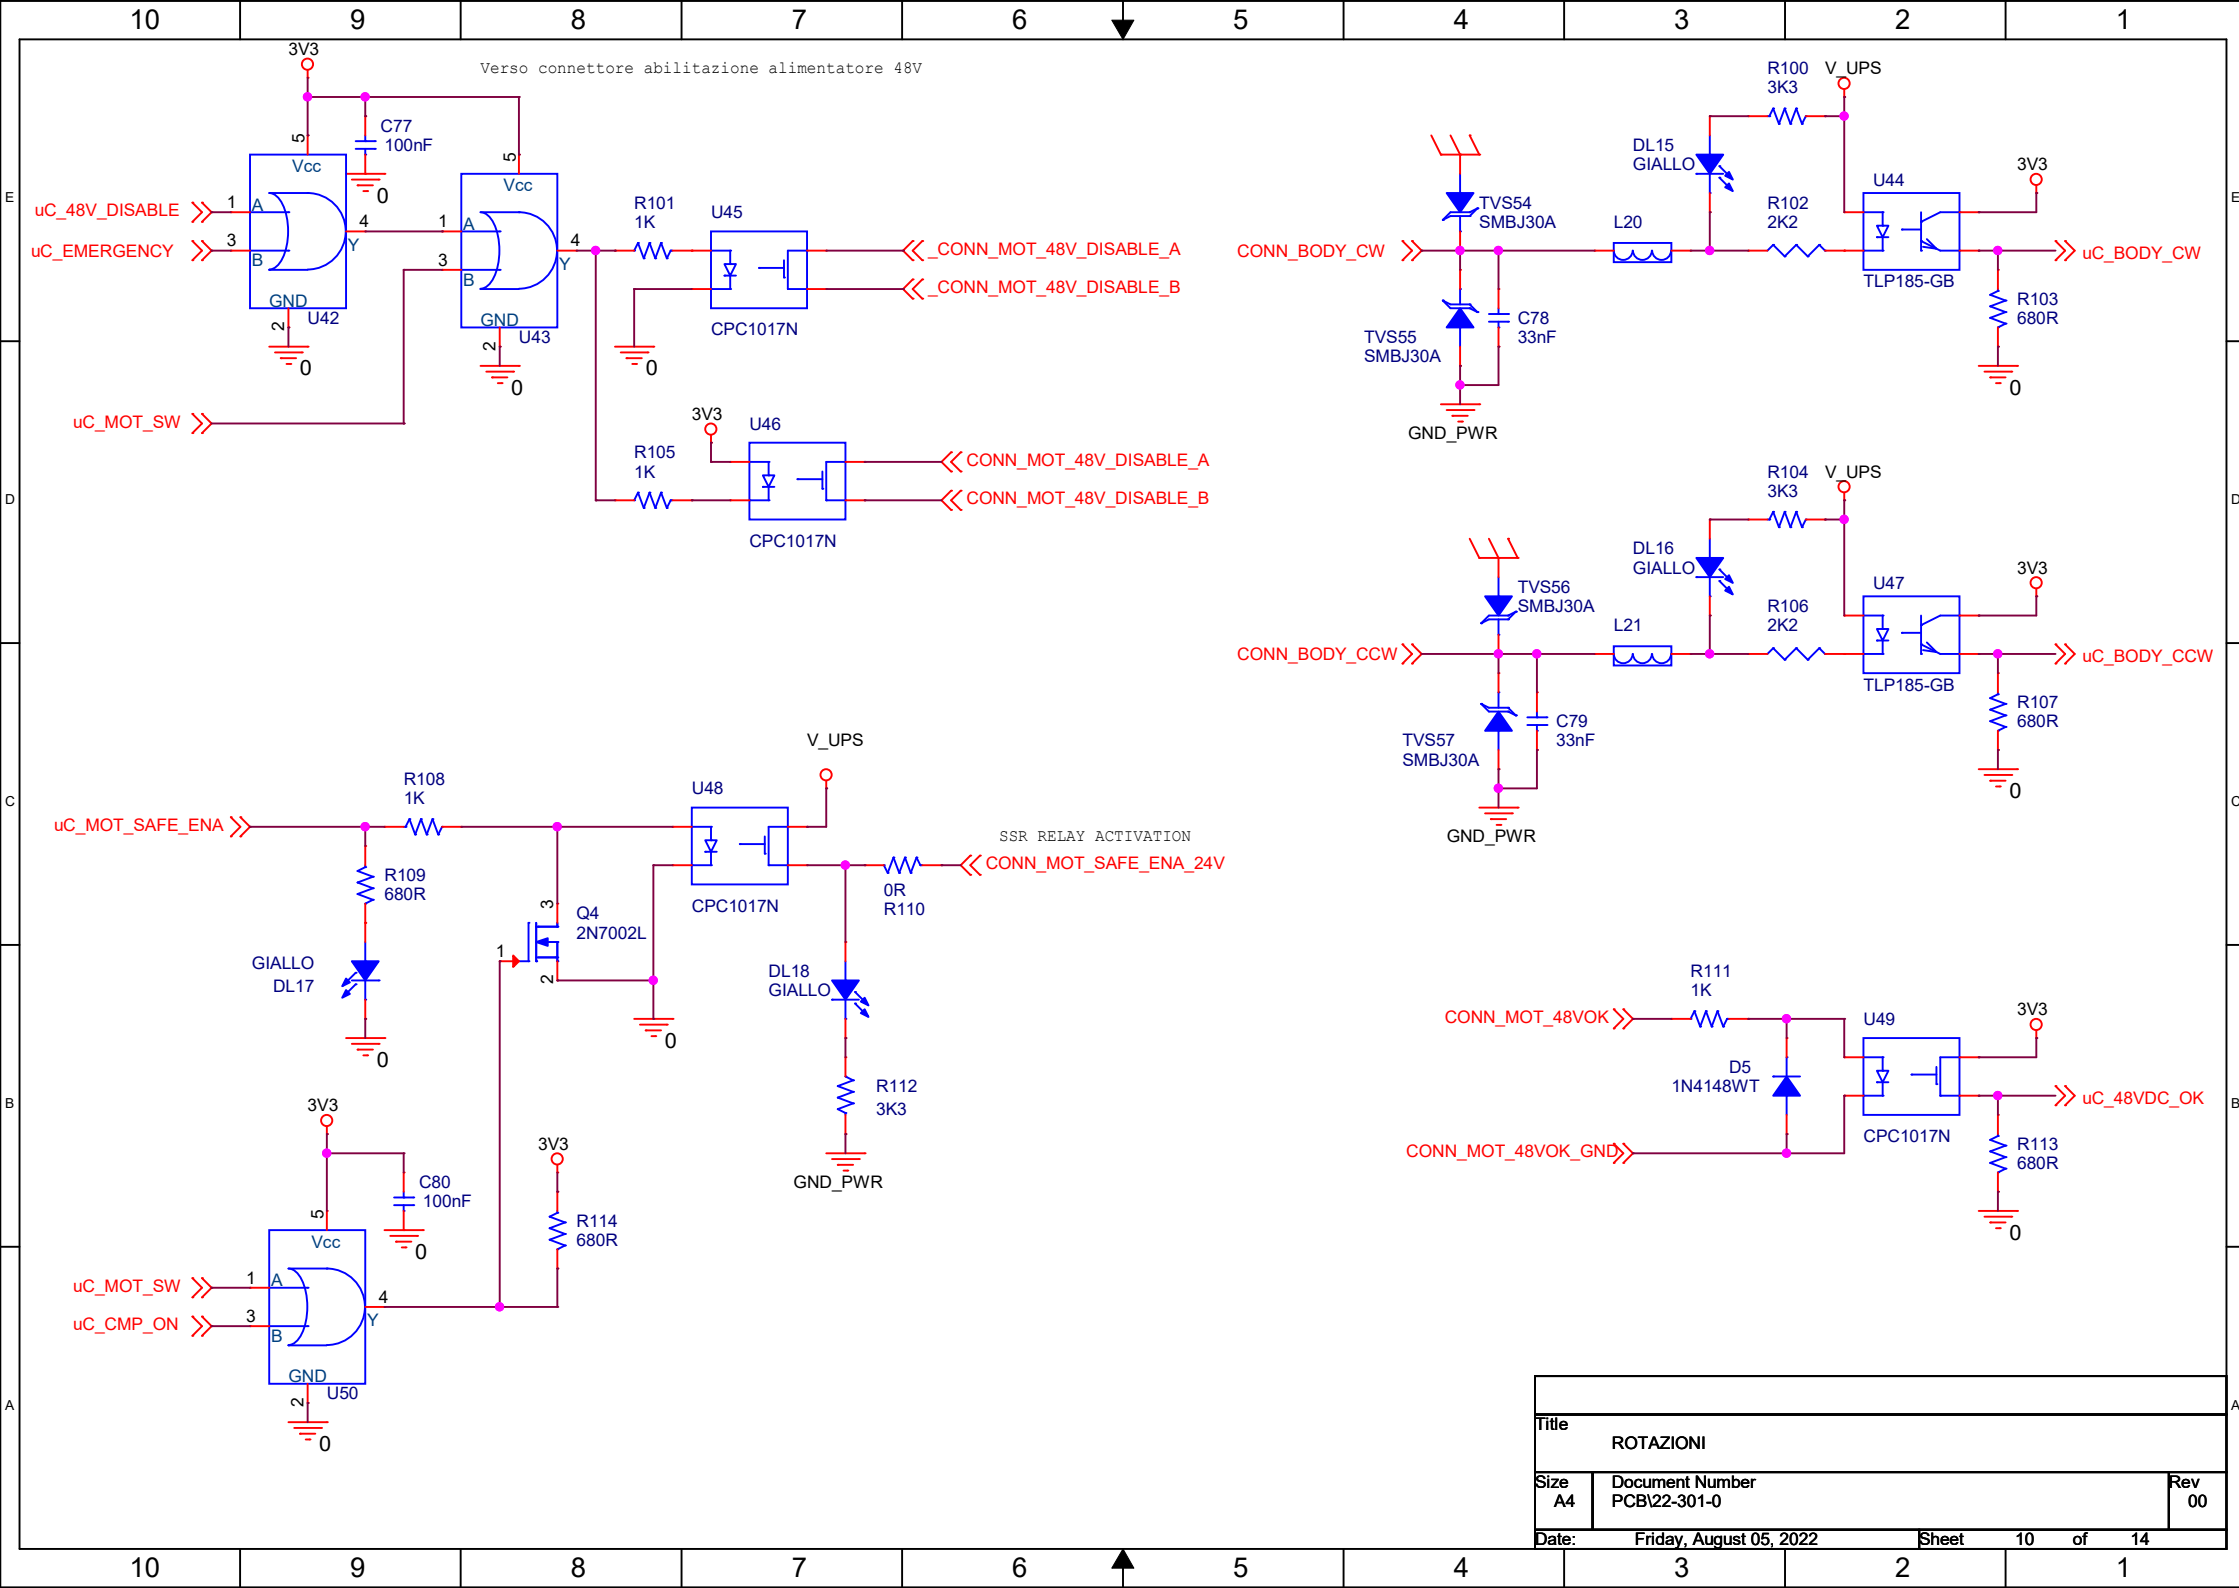 10 9 8 7 6 5 4 3 2 1
E
D
C
B
A
Verso connettore abilitazione alimentatore 48V
3V3
C77
100nF
0
5
Vcc
uC_48V_DISABLE
1
A
uC_EMERGENCY
3
B
4
Y
GND
U42
2
0
5
Vcc
1
A
3
B
4
Y
GND
U43
2
0
uC_MOT_SW
R101
1K
U45
CPC1017N
_CONN_MOT_48V_DISABLE_A
_CONN_MOT_48V_DISABLE_B
0
3V3
U46
R105
1K
CPC1017N
CONN_MOT_48V_DISABLE_A
CONN_MOT_48V_DISABLE_B
R100
3K3
V_UPS
DL15
GIALLO
TVS54
SMBJ30A
L20
R102
2K2
U44
3V3
CONN_BODY_CW
TLP185-GB
uC_BODY_CW
R103
680R
0
TVS55
SMBJ30A
C78
33nF
GND_PWR
R104
3K3
V_UPS
DL16
GIALLO
TVS56
SMBJ30A
L21
R106
2K2
U47
3V3
CONN_BODY_CCW
TLP185-GB
uC_BODY_CCW
R107
680R
0
TVS57
SMBJ30A
C79
33nF
GND_PWR
V_UPS
R108
1K
U48
uC_MOT_SAFE_ENA
SSR RELAY ACTIVATION
CONN_MOT_SAFE_ENA_24V
R109
680R
CPC1017N
0R
R110
3
Q4
2N7002L
1
2
GIALLO
DL17
0
0
DL18
GIALLO
R112
3K3
GND_PWR
R111
1K
CONN_MOT_48VOK
U49
3V3
D5
1N4148WT
uC_48VDC_OK
CPC1017N
CONN_MOT_48VOK_GND
R113
680R
0
3V3
C80
100nF
0
3V3
R114
680R
5
Vcc
uC_MOT_SW
1
A
uC_CMP_ON
3
B
4
Y
GND
U50
2
0
Title
ROTAZIONI
Size
A4
Document Number
PCB\22-301-0
Rev
00
Date: Friday, August 05, 2022 Sheet 10 of 14
E
D
C
B
A
10 9 8 7 6 5 4 3 2 1